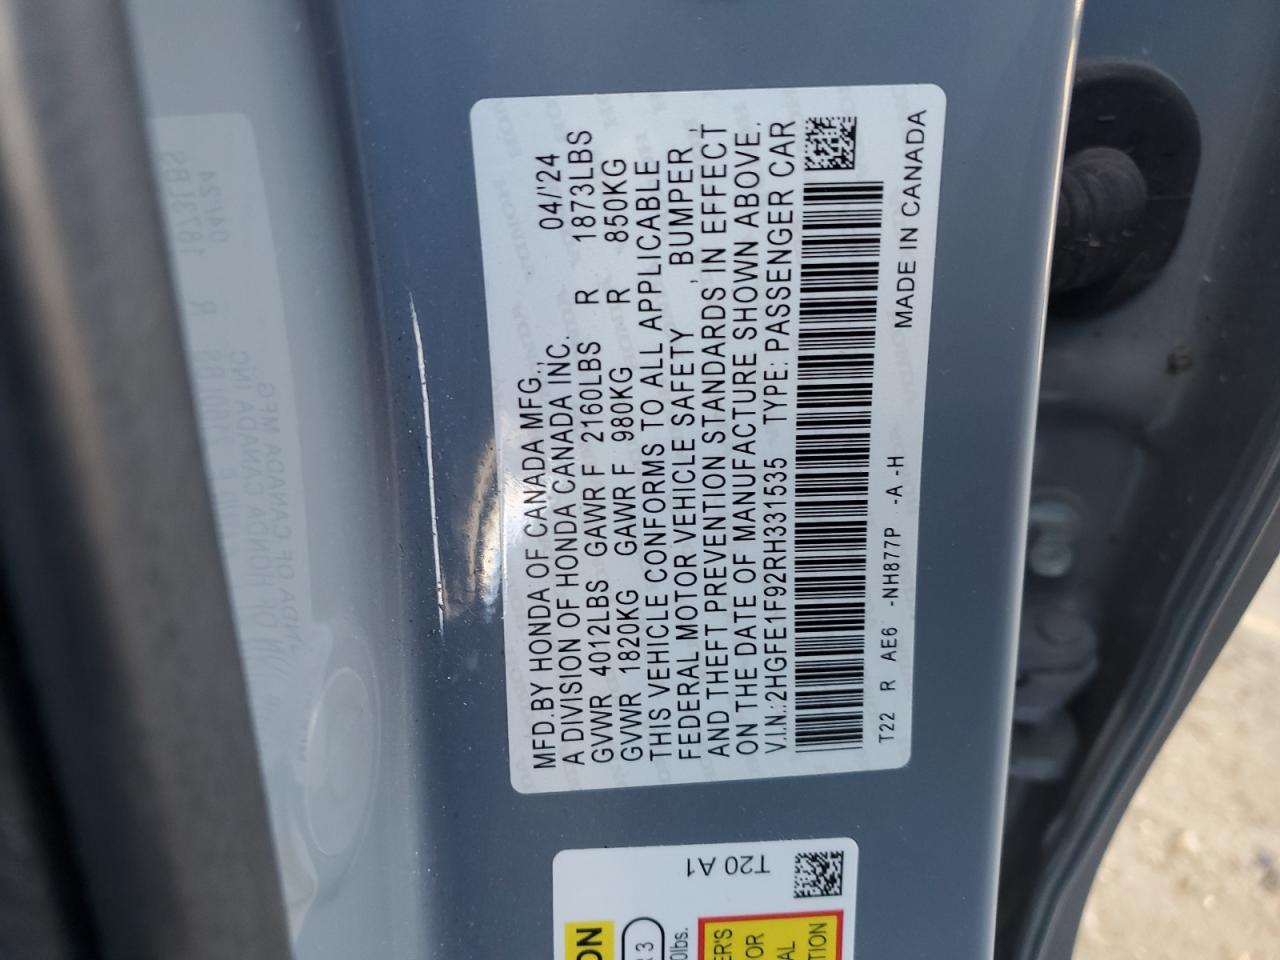 MFD.BY HONDA OF CANADA MFG., 04/'24
A DIVISION OF HONDA CANADA INC.
GVWR 4012LBS GAWR F 2160LBS R 1873LBS
GVWR 1820KG GAWR F 980KG R 850KG
THIS VEHICLE CONFORMS TO ALL APPLICABLE
FEDERAL MOTOR VEHICLE SAFETY , BUMPER ,
AND THEFT PREVENTION STANDARDS IN EFFECT
ON THE DATE OF MANUFACTURE SHOWN ABOVE.
V.I.N.:2HGFE1F92RH331535 TYPE: PASSENGER CAR
T22 R AE6 -NH877P -A -H MADE IN CANADA
T20 A1